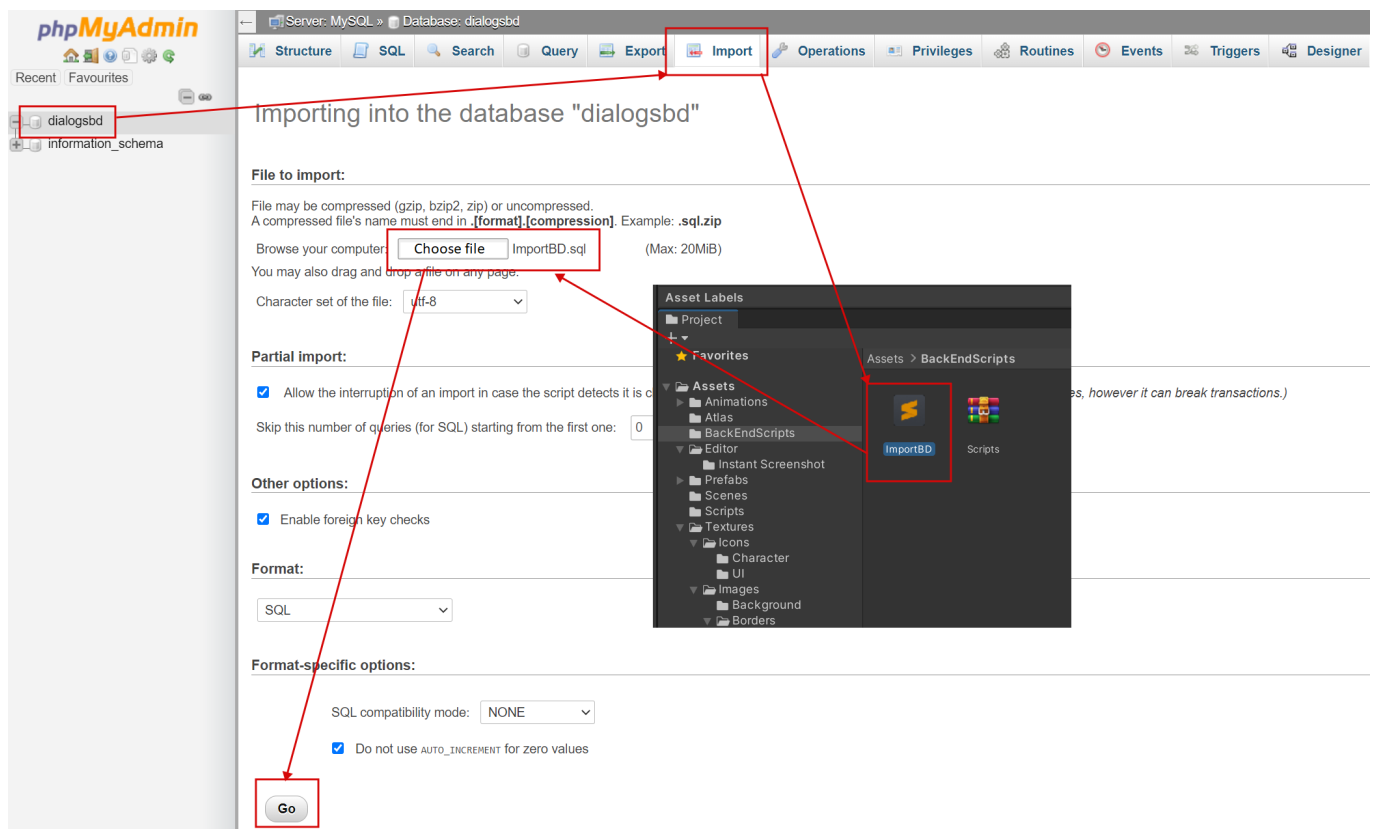 phpMyAdmin
Recent Favourites
dialogsbd
information_schema
← Server: MySQL » Database: dialogsbd
Structure SQL Search Query Export Import Operations Privileges Routines Events Triggers Designer
Importing into the database "dialogsbd"
File to import:
File may be compressed (gzip, bzip2, zip) or uncompressed.
A compressed file's name must end in .[format].[compression]. Example: .sql.zip
Browse your computer: Choose file ImportBD.sql (Max: 20MiB)
You may also drag and drop a file on any page.
Character set of the file: utf-8
Partial import:
Allow the interruption of an import in case the script detects it is c
es, however it can break transactions.)
Skip this number of queries (for SQL) starting from the first one: 0
Other options:
Enable foreign key checks
Format:
SQL
Format-specific options:
SQL compatibility mode: NONE
Do not use AUTO_INCREMENT for zero values
Go
Asset Labels
Project
+
Favorites
Assets
Animations
Atlas
BackEndScripts
Editor
Instant Screenshot
Prefabs
Scenes
Scripts
Textures
Icons
Character
UI
Images
Background
Borders
Assets > BackEndScripts
ImportBD Scripts